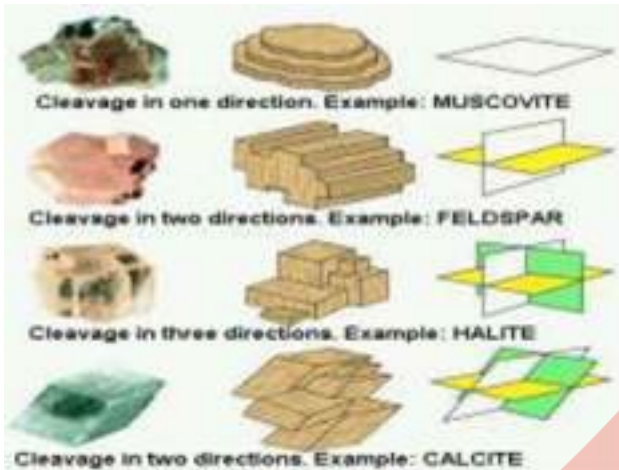 Cleavage in one direction. Example: MUSCOVITE
Cleavage in two directions. Example: FELDSPAR
Cleavage in three directions. Example: HALITE
Cleavage in two directions. Example: CALCITE